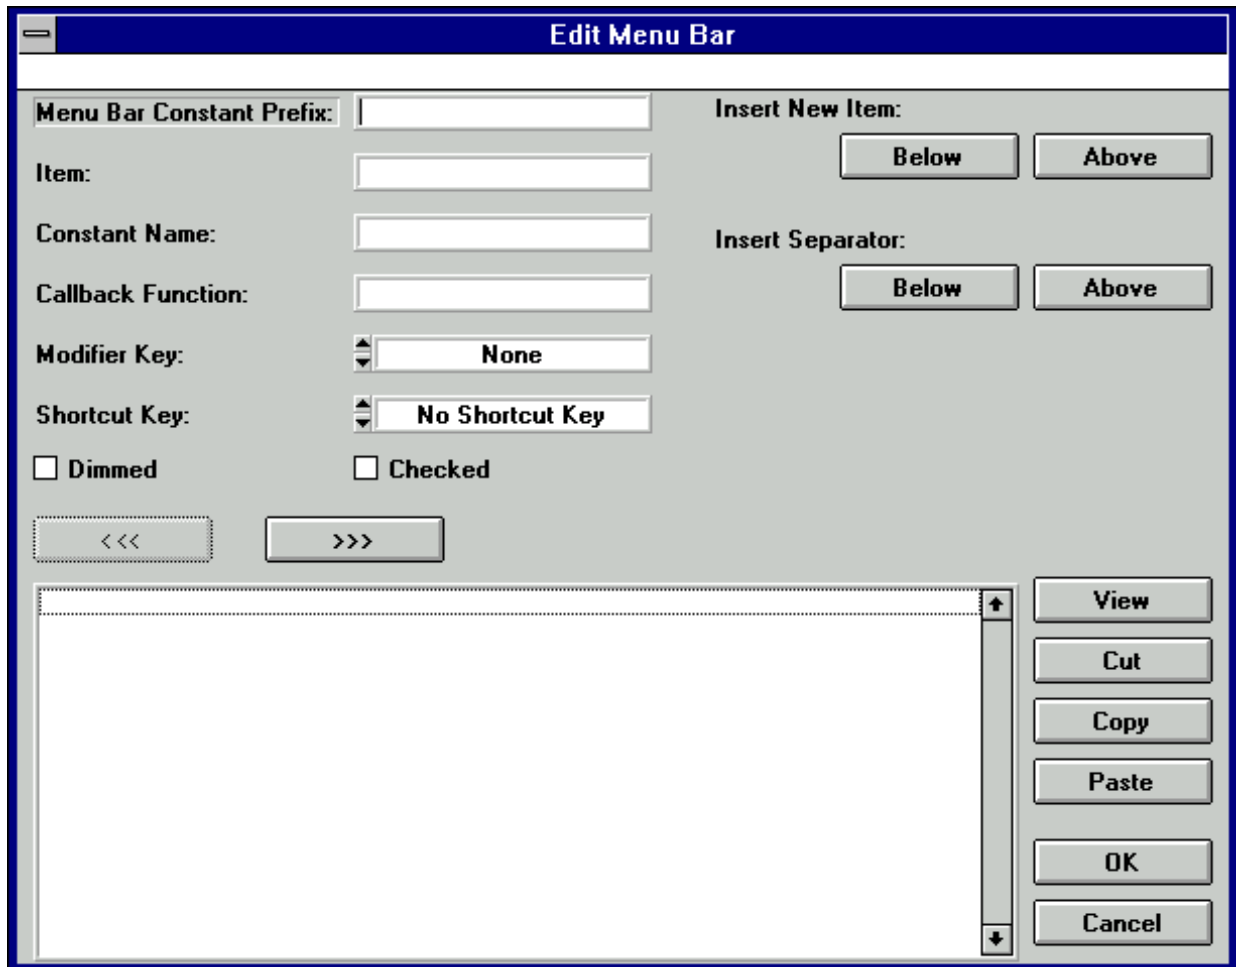 Edit Menu Bar
Menu Bar Constant Prefix:
Insert New Item:
Below Above
Item:
Constant Name:
Insert Separator:
Below Above
Callback Function:
Modifier Key: None
Shortcut Key: No Shortcut Key
Dimmed Checked
<<< >>>
View
Cut
Copy
Paste
OK
Cancel